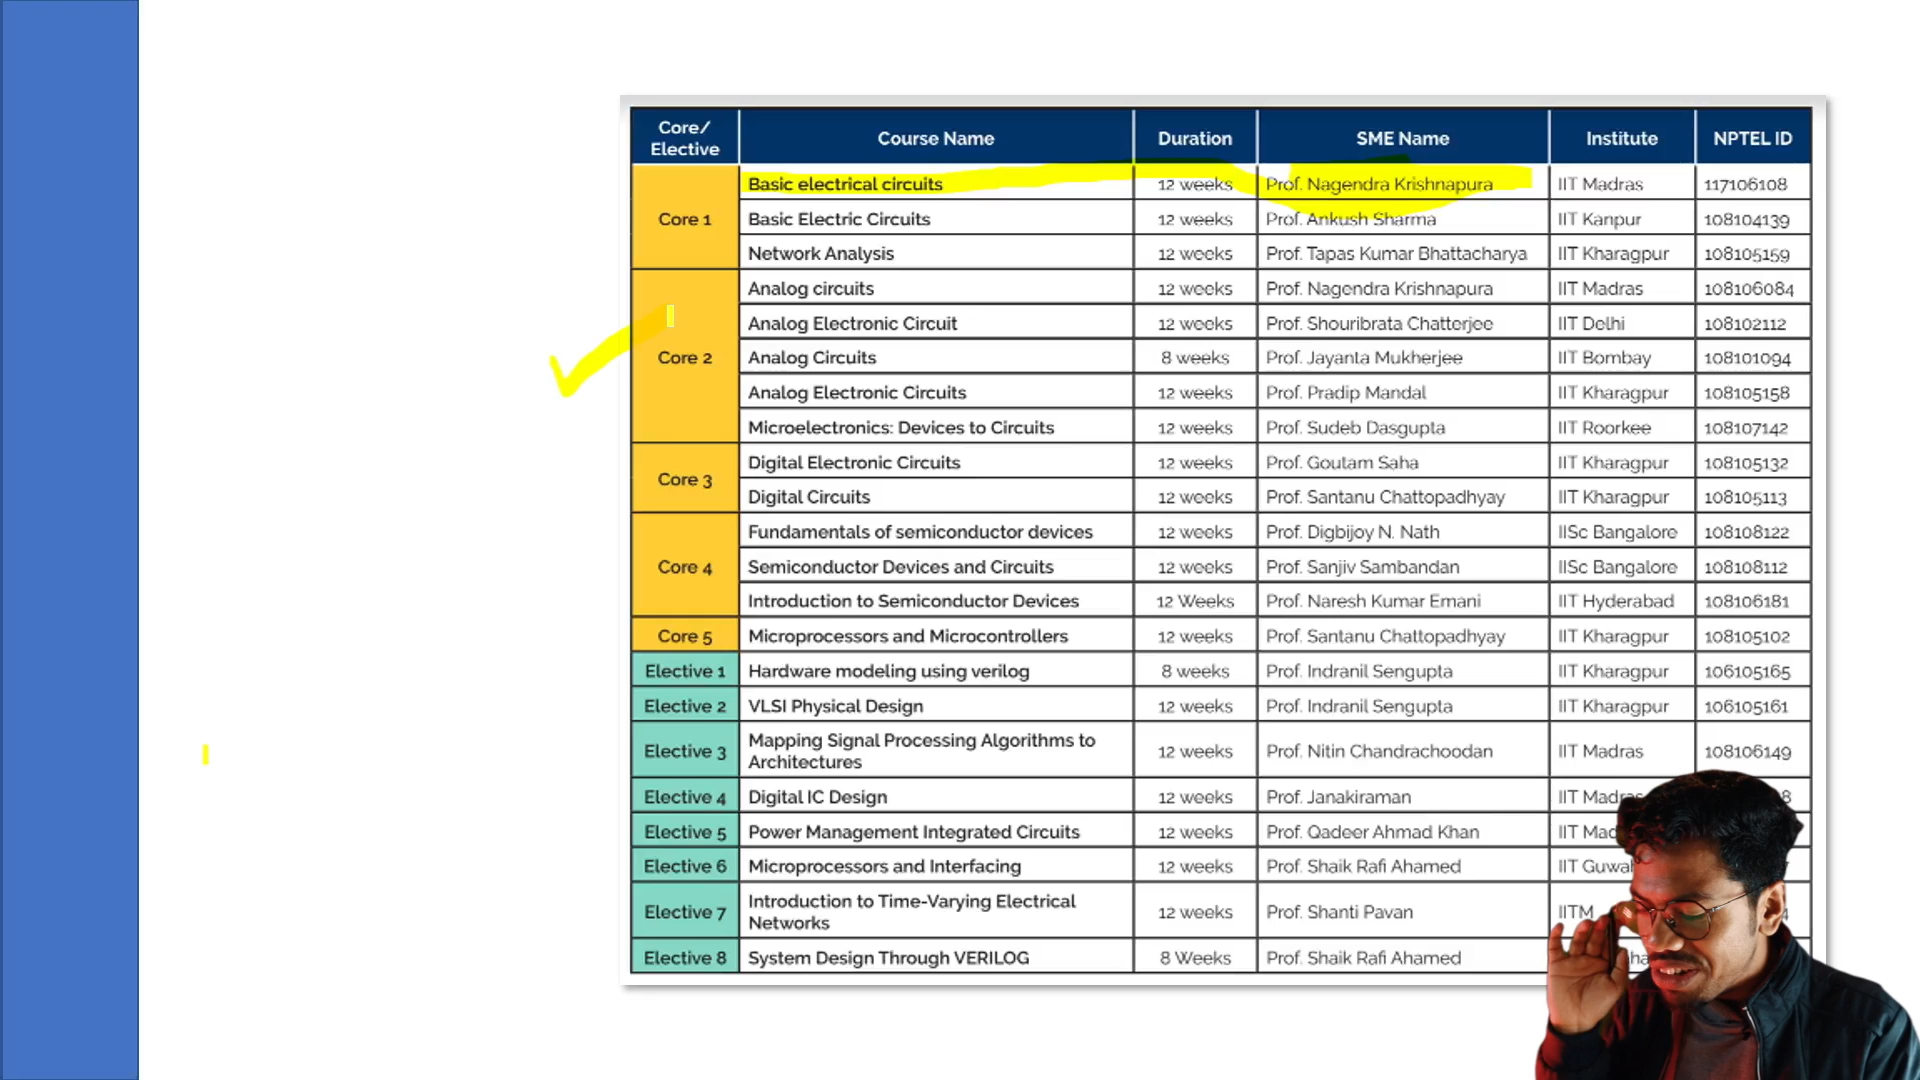 Core/ Elective Course Name Duration SME Name Institute NPTEL ID
Core 1
Basic electrical circuits 12 weeks Prof. Nagendra Krishnapura IIT Madras 117106108
Basic Electric Circuits 12 weeks Prof. Ankush Sharma IIT Kanpur 108104139
Network Analysis 12 weeks Prof. Tapas Kumar Bhattacharya IIT Kharagpur 108105159
Core 2
Analog circuits 12 weeks Prof. Nagendra Krishnapura IIT Madras 108106084
Analog Electronic Circuit 12 weeks Prof. Shouribrata Chatterjee IIT Delhi 108102112
Analog Circuits 8 weeks Prof. Jayanta Mukherjee IIT Bombay 108101094
Analog Electronic Circuits 12 weeks Prof. Pradip Mandal IIT Kharagpur 108105158
Microelectronics: Devices to Circuits 12 weeks Prof. Sudeb Dasgupta IIT Roorkee 108107142
Core 3
Digital Electronic Circuits 12 weeks Prof. Goutam Saha IIT Kharagpur 108105132
Digital Circuits 12 weeks Prof. Santanu Chattopadhyay IIT Kharagpur 108105113
Core 4
Fundamentals of semiconductor devices 12 weeks Prof. Digbijoy N. Nath IISc Bangalore 108108122
Semiconductor Devices and Circuits 12 weeks Prof. Sanjiv Sambandan IISc Bangalore 108108112
Introduction to Semiconductor Devices 12 Weeks Prof. Naresh Kumar Emani IIT Hyderabad 108106181
Core 5 Microprocessors and Microcontrollers 12 weeks Prof. Santanu Chattopadhyay IIT Kharagpur 108105102
Elective 1 Hardware modeling using verilog 8 weeks Prof. Indranil Sengupta IIT Kharagpur 106105165
Elective 2 VLSI Physical Design 12 weeks Prof. Indranil Sengupta IIT Kharagpur 106105161
Elective 3 Mapping Signal Processing Algorithms to Architectures 12 weeks Prof. Nitin Chandrachoodan IIT Madras 108106149
Elective 4 Digital IC Design 12 weeks Prof. Janakiraman IIT
Elective 5 Power Management Integrated Circuits 12 weeks Prof. Qadeer Ahmad Khan IIT
Elective 6 Microprocessors and Interfacing 12 weeks Prof. Shaik Rafi Ahamed IIT
Elective 7 Introduction to Time-Varying Electrical Networks 12 weeks Prof. Shanti Pavan IITM
Elective 8 System Design Through VERILOG 8 Weeks Prof. Shaik Rafi Ahamed